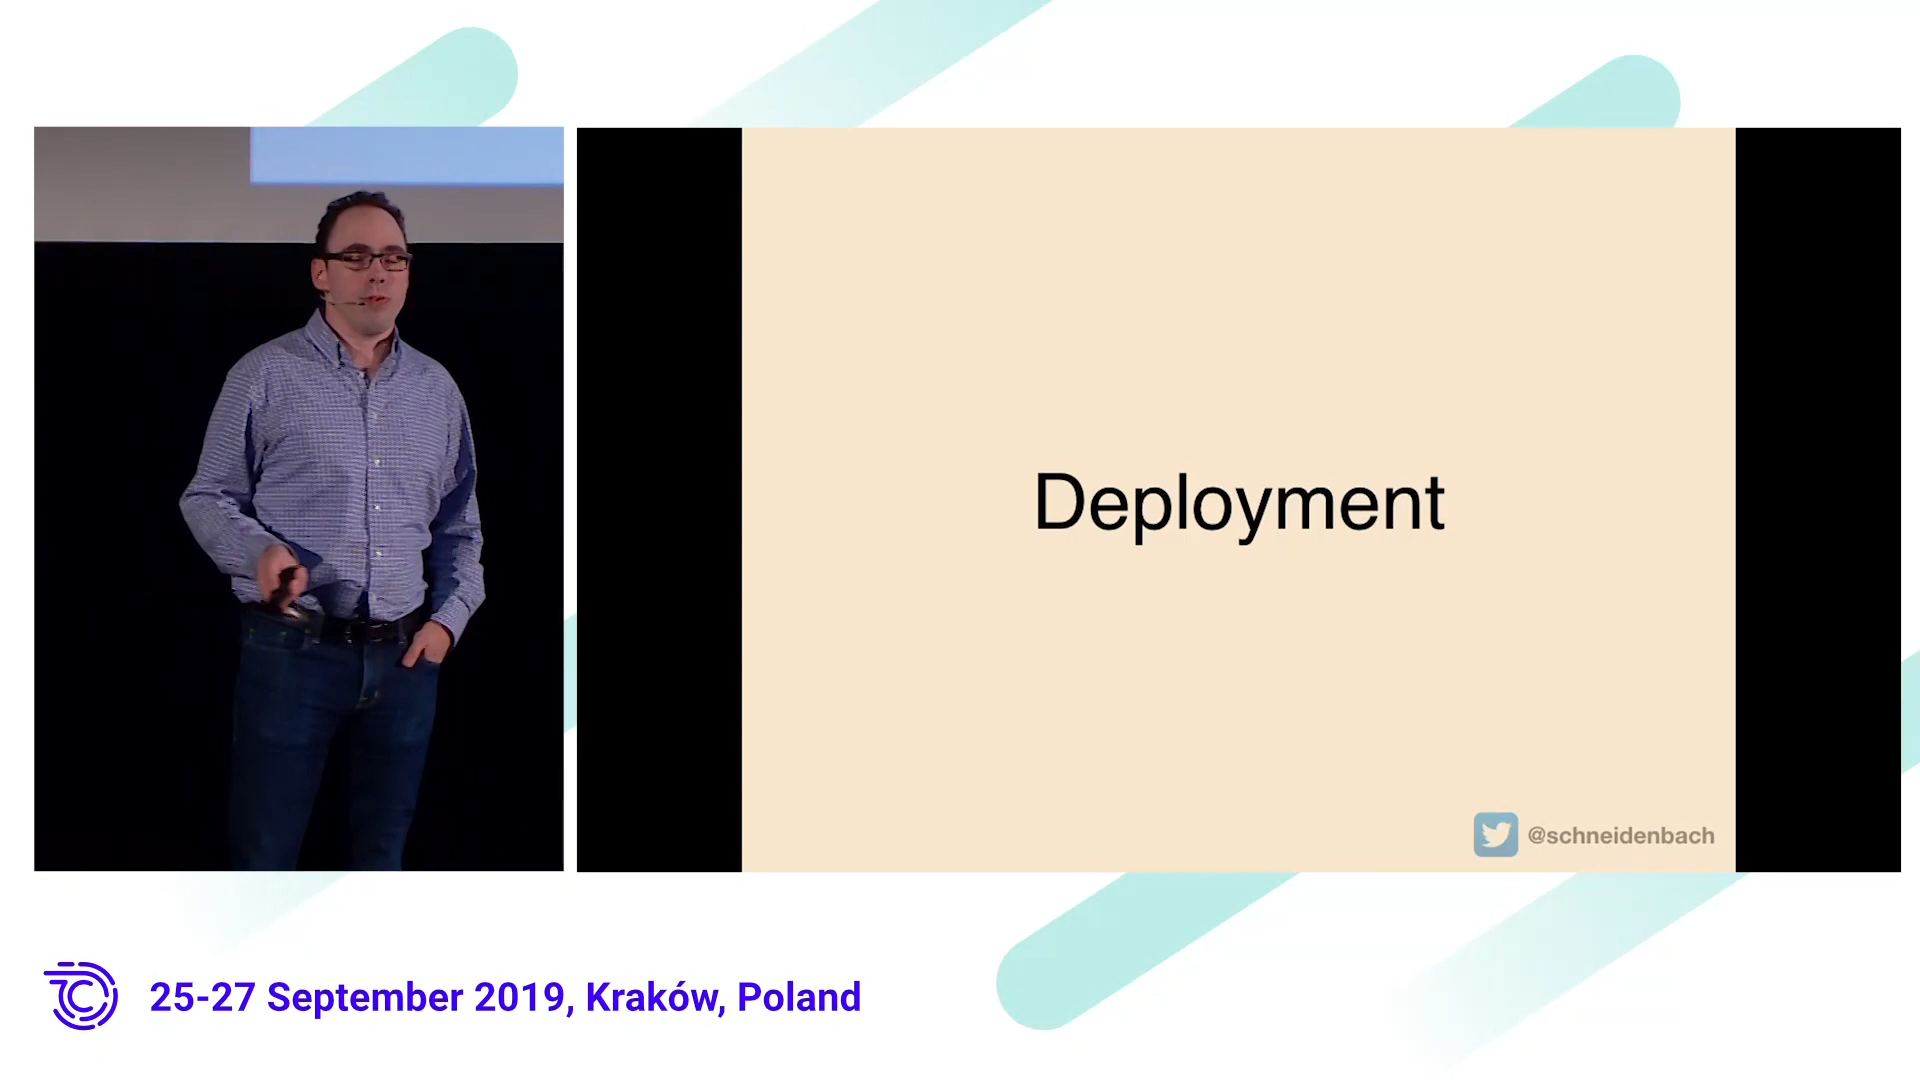 Deployment
@schneidenbach
25-27 September 2019, Kraków, Poland